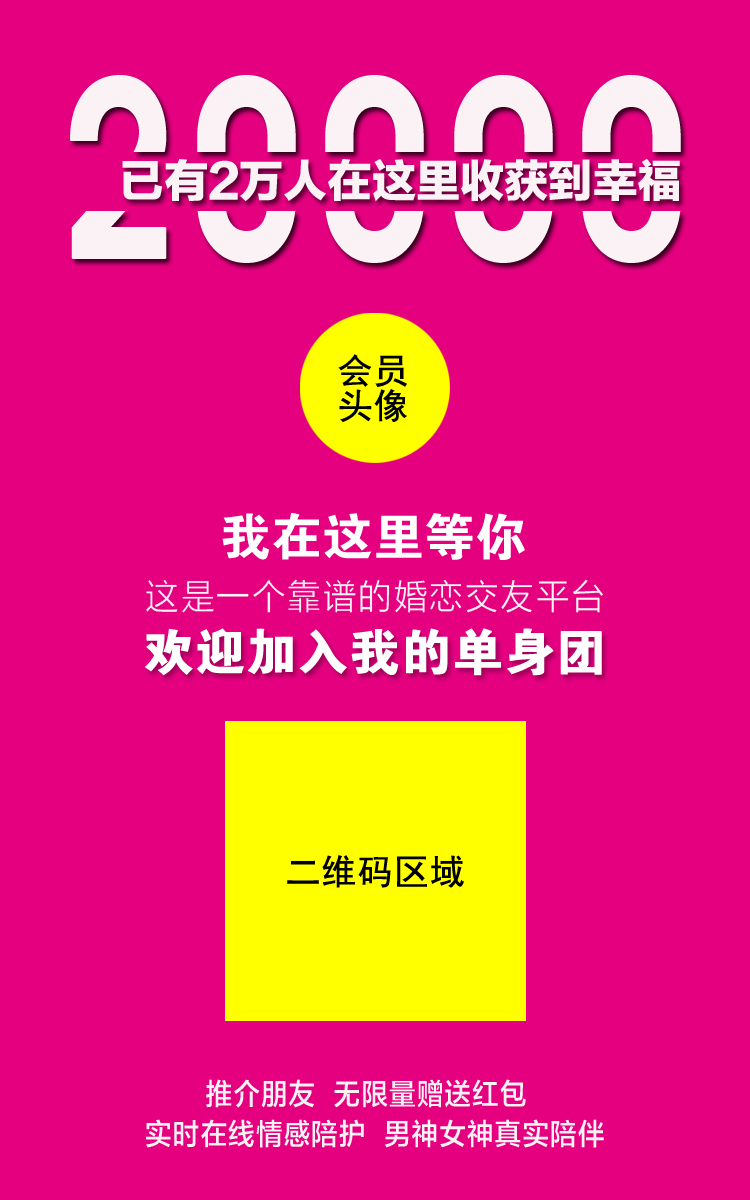 20000
已有2万人在这里收获到幸福
会员
头像
我在这里等你
这是一个靠谱的婚恋交友平台
欢迎加入我的单身团
二维码区域
推介朋友 无限量赠送红包
实时在线情感陪护 男神女神真实陪伴